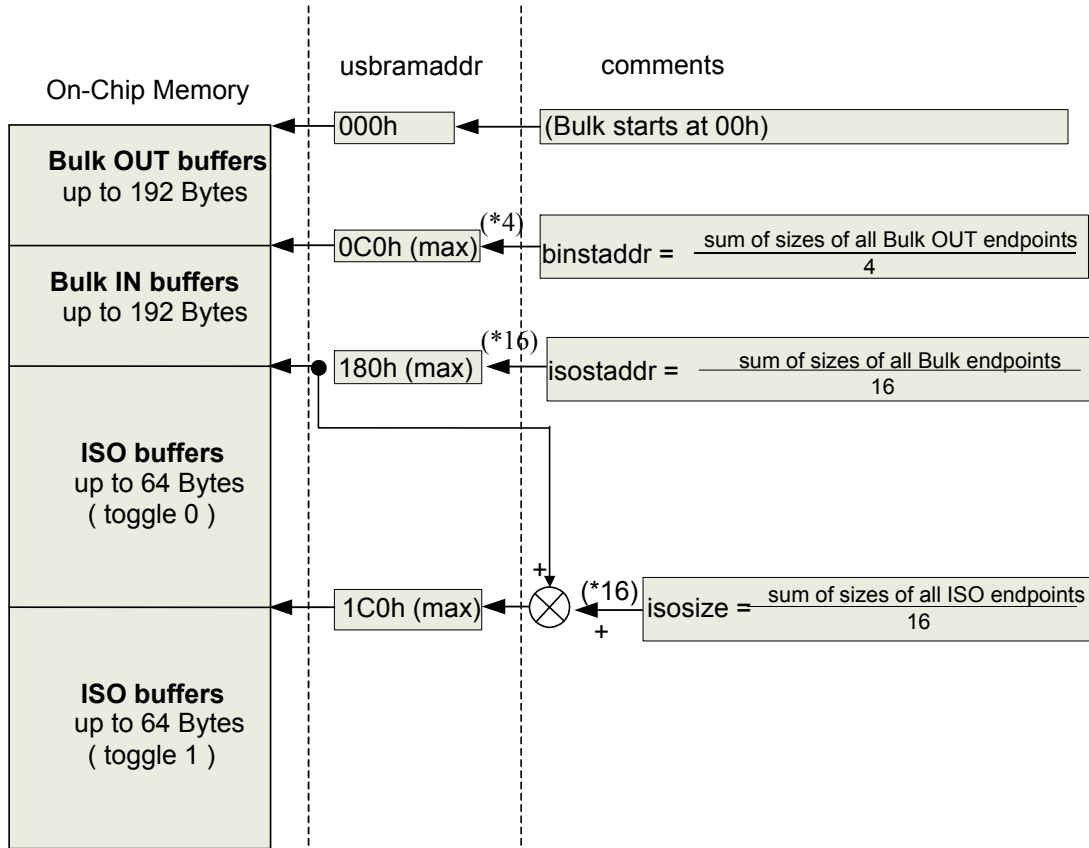 usbramaddr
comments
On-Chip Memory
000h
(Bulk starts at 00h)
Bulk OUT buffers
up to 192 Bytes
(*4)
0C0h (max)
binstaddr =
sum of sizes of all Bulk OUT endpoints
4
Bulk IN buffers
up to 192 Bytes
(*16)
180h (max)
isostaddr =
sum of sizes of all Bulk endpoints
16
ISO buffers
up to 64 Bytes
( toggle 0 )
+
(*16)
1C0h (max)
+
isosize =
sum of sizes of all ISO endpoints
16
ISO buffers
up to 64 Bytes
( toggle 1 )